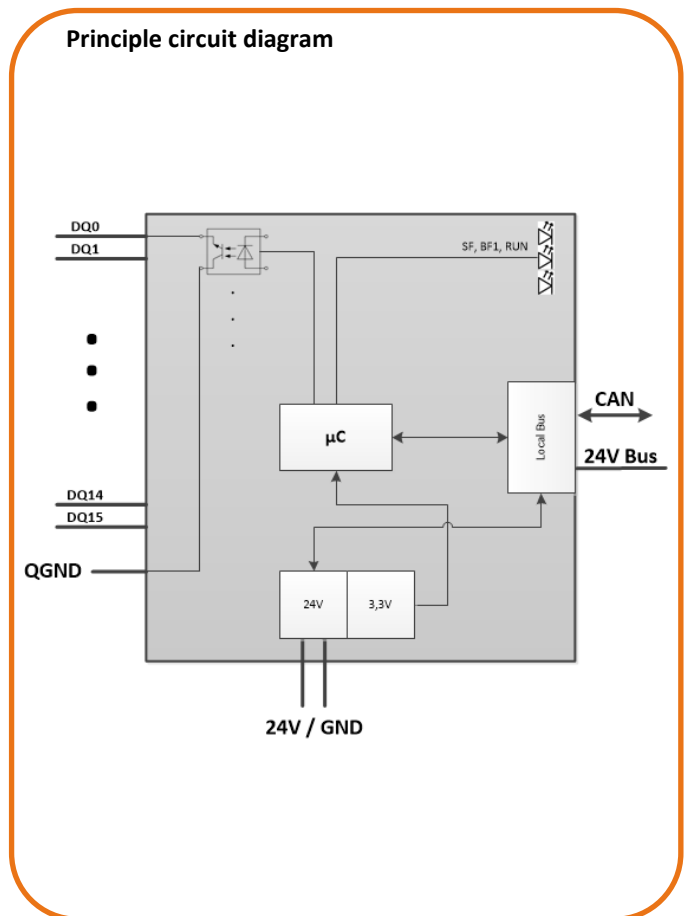 Principle circuit diagram
DQ0
DQ1
SF, BF1, RUN
CAN
µC
Local Bus
24V Bus
DQ14
DQ15
QGND
24V
3,3V
24V / GND